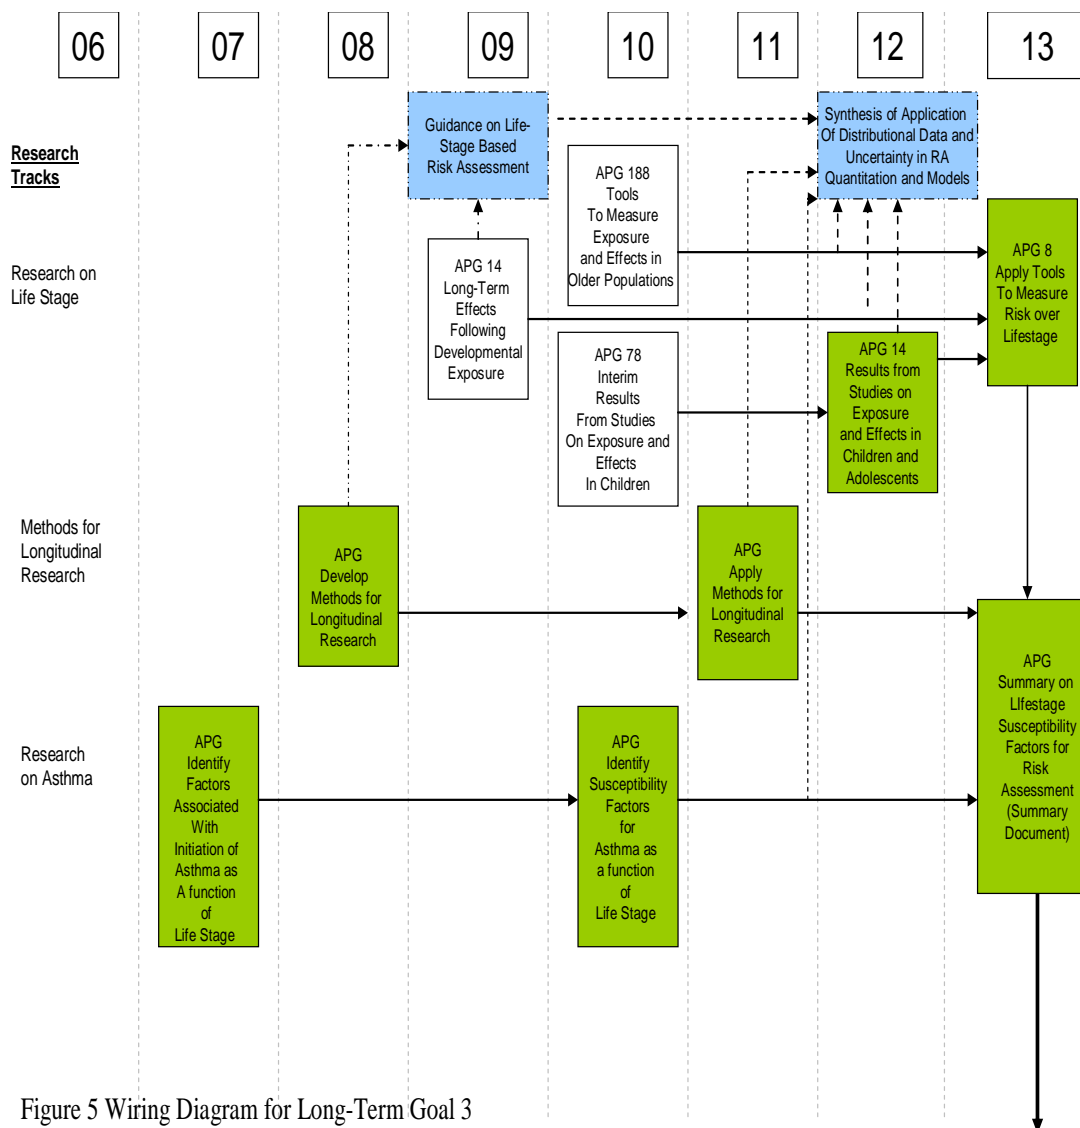 06
07
08
09
10
11
12
13
Research
Tracks
Guidance on Life-
Stage Based
Risk Assessment
Synthesis of Application
Of Distributional Data and
Uncertainty in RA
Quantitation and Models
Research on
Life Stage
APG 14
Long-Term
Effects
Following
Developmental
Exposure
APG 188
Tools
To Measure
Exposure
and Effects in
Older Populations
APG 78
Interim
Results
From Studies
On Exposure and
Effects
In Children
APG 14
Results from
Studies on
Exposure
and Effects in
Children and
Adolescents
APG 8
Apply Tools
To Measure
Risk over
Lifestage
Methods for
Longitudinal
Research
APG
Develop
Methods for
Longitudinal
Research
APG
Apply
Methods for
Longitudinal
Research
APG
Summary on
LIfestage
Susceptibility
Factors for
Risk
Assessment
(Summary
Document)
Research
on Asthma
APG
Identify
Factors
Associated
With
Initiation of
Asthma as
A function
of
Life Stage
APG
Identify
Susceptibility
Factors
for
Asthma as
a function
of
Life Stage
Figure 5 Wiring Diagram for Long-Term Goal 3